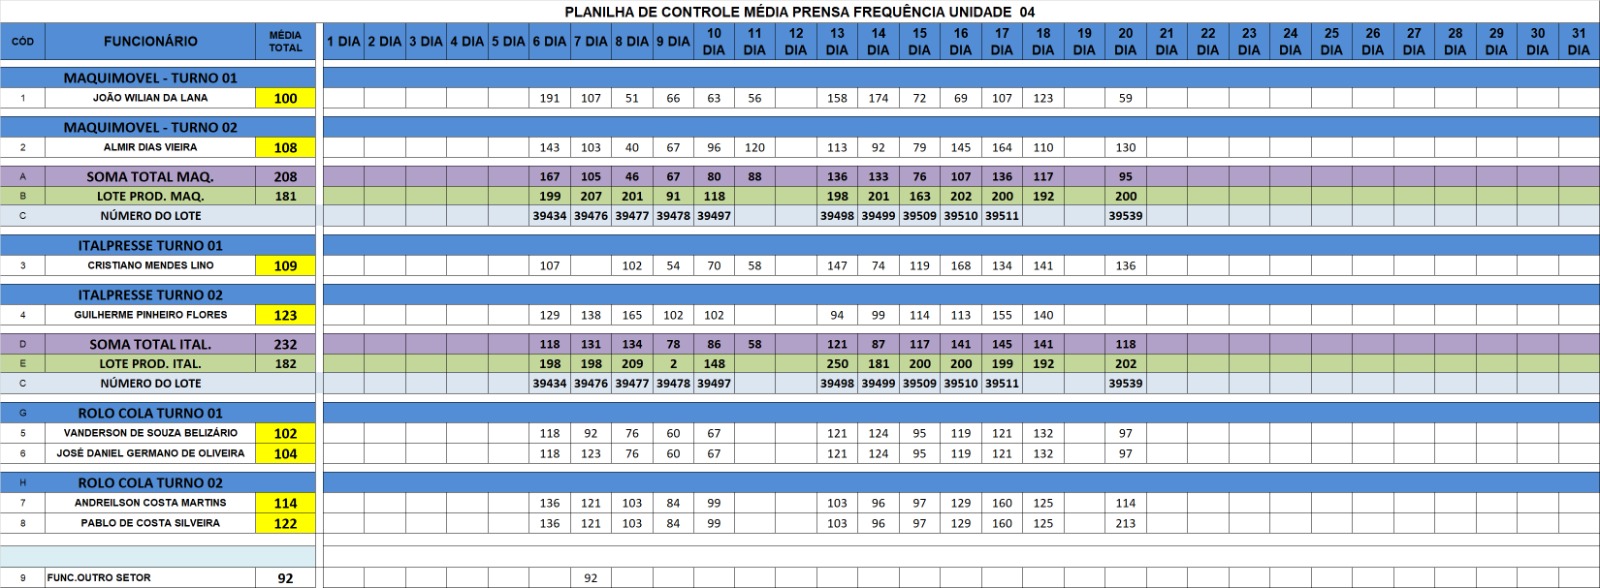 PLANILHA DE CONTROLE MÉDIA PRENSA FREQUÊNCIA UNIDADE 04
CÓD FUNCIONÁRIO MÉDIA TOTAL 1 DIA 2 DIA 3 DIA 4 DIA 5 DIA 6 DIA 7 DIA 8 DIA 9 DIA 10 DIA 11 DIA 12 DIA 13 DIA 14 DIA 15 DIA 16 DIA 17 DIA 18 DIA 19 DIA 20 DIA 21 DIA 22 DIA 23 DIA 24 DIA 25 DIA 26 DIA 27 DIA 28 DIA 29 DIA 30 DIA 31 DIA
MAQUIMOVEL - TURNO 01
1 JOÃO WILIAN DA LANA 100 191 107 51 66 63 56 158 174 72 69 107 123 59
MAQUIMOVEL - TURNO 02
2 ALMIR DIAS VIEIRA 108 143 103 40 67 96 120 113 92 79 145 164 110 130
A SOMA TOTAL MAQ. 208 167 105 46 67 80 88 136 133 76 107 136 117 95
B LOTE PROD. MAQ. 181 199 207 201 91 118 198 201 163 202 200 192 200
C NÚMERO DO LOTE 39434 39476 39477 39478 39497 39498 39499 39509 39510 39511 39539
ITALPRESSE TURNO 01
3 CRISTIANO MENDES LINO 109 107 102 54 70 58 147 74 119 168 134 141 136
ITALPRESSE TURNO 02
4 GUILHERME PINHEIRO FLORES 123 129 138 165 102 102 94 99 114 113 155 140
D SOMA TOTAL ITAL. 232 118 131 134 78 86 58 121 87 117 141 145 141 118
E LOTE PROD. ITAL. 182 198 198 209 2 148 250 181 200 200 199 192 202
C NÚMERO DO LOTE 39434 39476 39477 39478 39497 39498 39499 39509 39510 39511 39539
G ROLO COLA TURNO 01
5 VANDERSON DE SOUZA BELIZÁRIO 102 118 92 76 60 67 121 124 95 119 121 132 97
6 JOSÉ DANIEL GERMANO DE OLIVEIRA 104 118 123 76 60 67 121 124 95 119 121 132 97
H ROLO COLA TURNO 02
7 ANDREILSON COSTA MARTINS 114 136 121 103 84 99 103 96 97 129 160 125 114
8 PABLO DE COSTA SILVEIRA 122 136 121 103 84 99 103 96 97 129 160 125 213
9 FUNC.OUTRO SETOR 92 92